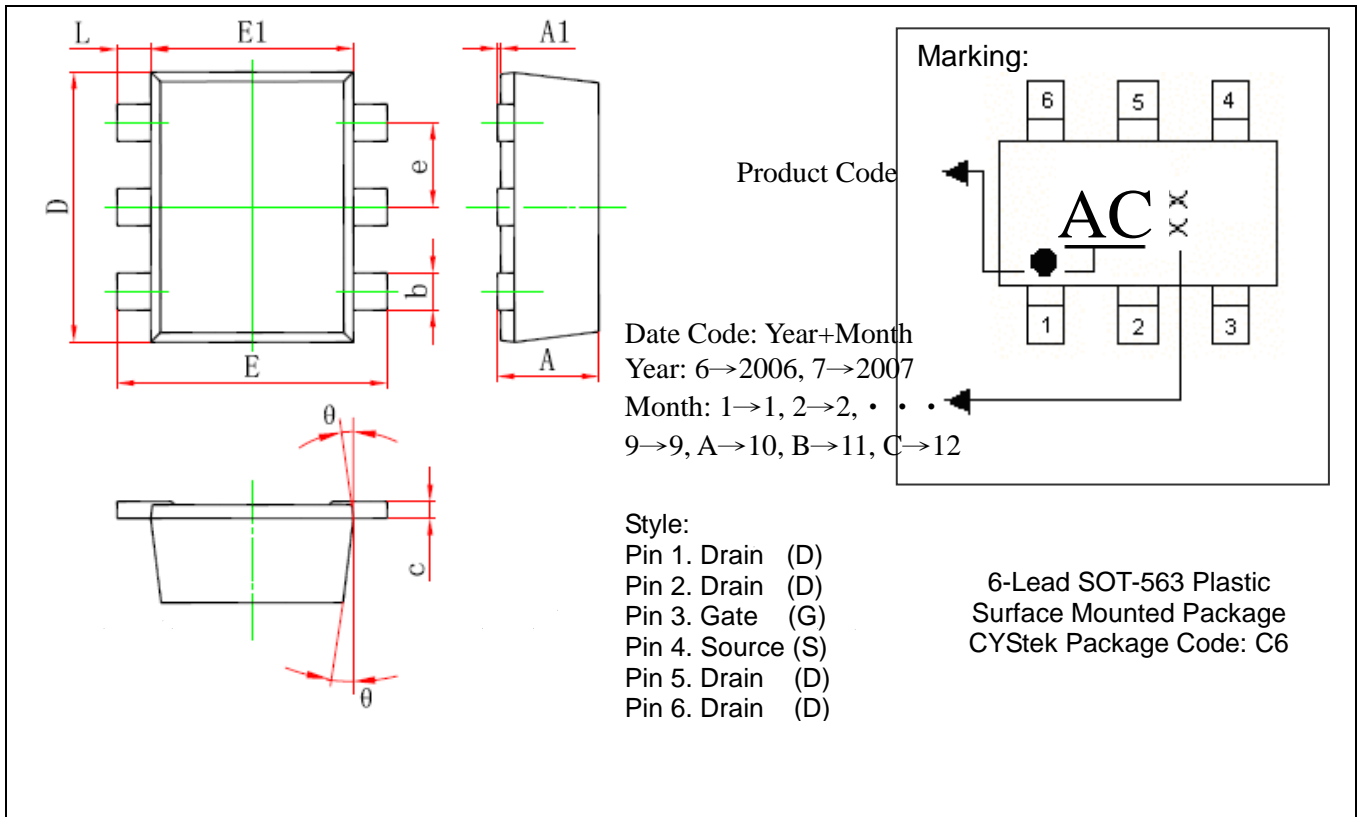 L
E1
A1
D
e
b
E
A
θ
c
θ
Marking:
6
5
4
Product Code
AC
XX
1
2
3
Date Code: Year+Month
Year: 6→2006, 7→2007
Month: 1→1, 2→2, · · ·
9→9, A→10, B→11, C→12
Style:
Pin 1. Drain (D)
Pin 2. Drain (D)
Pin 3. Gate (G)
Pin 4. Source (S)
Pin 5. Drain (D)
Pin 6. Drain (D)
6-Lead SOT-563 Plastic
Surface Mounted Package
CYStek Package Code: C6